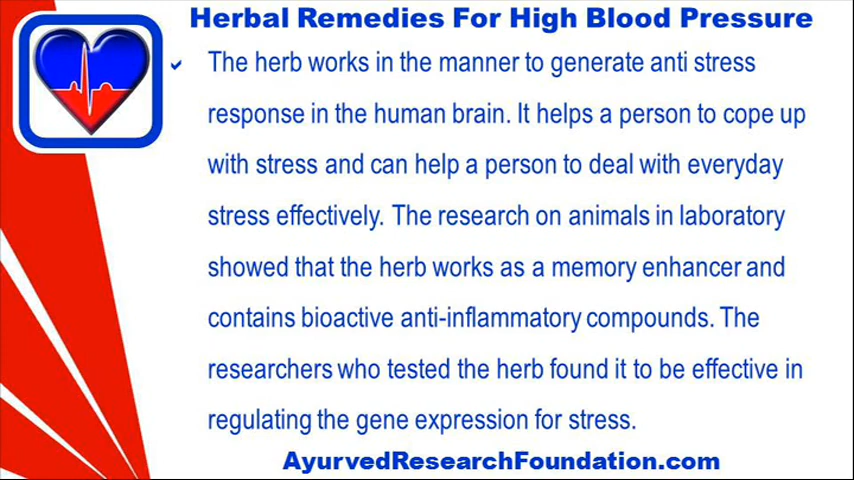 Herbal Remedies For High Blood Pressure
The herb works in the manner to generate anti stress
response in the human brain. It helps a person to cope up
with stress and can help a person to deal with everyday
stress effectively. The research on animals in laboratory
showed that the herb works as a memory enhancer and
contains bioactive anti-inflammatory compounds. The
researchers who tested the herb found it to be effective in
regulating the gene expression for stress.
AyurvedResearchFoundation.com